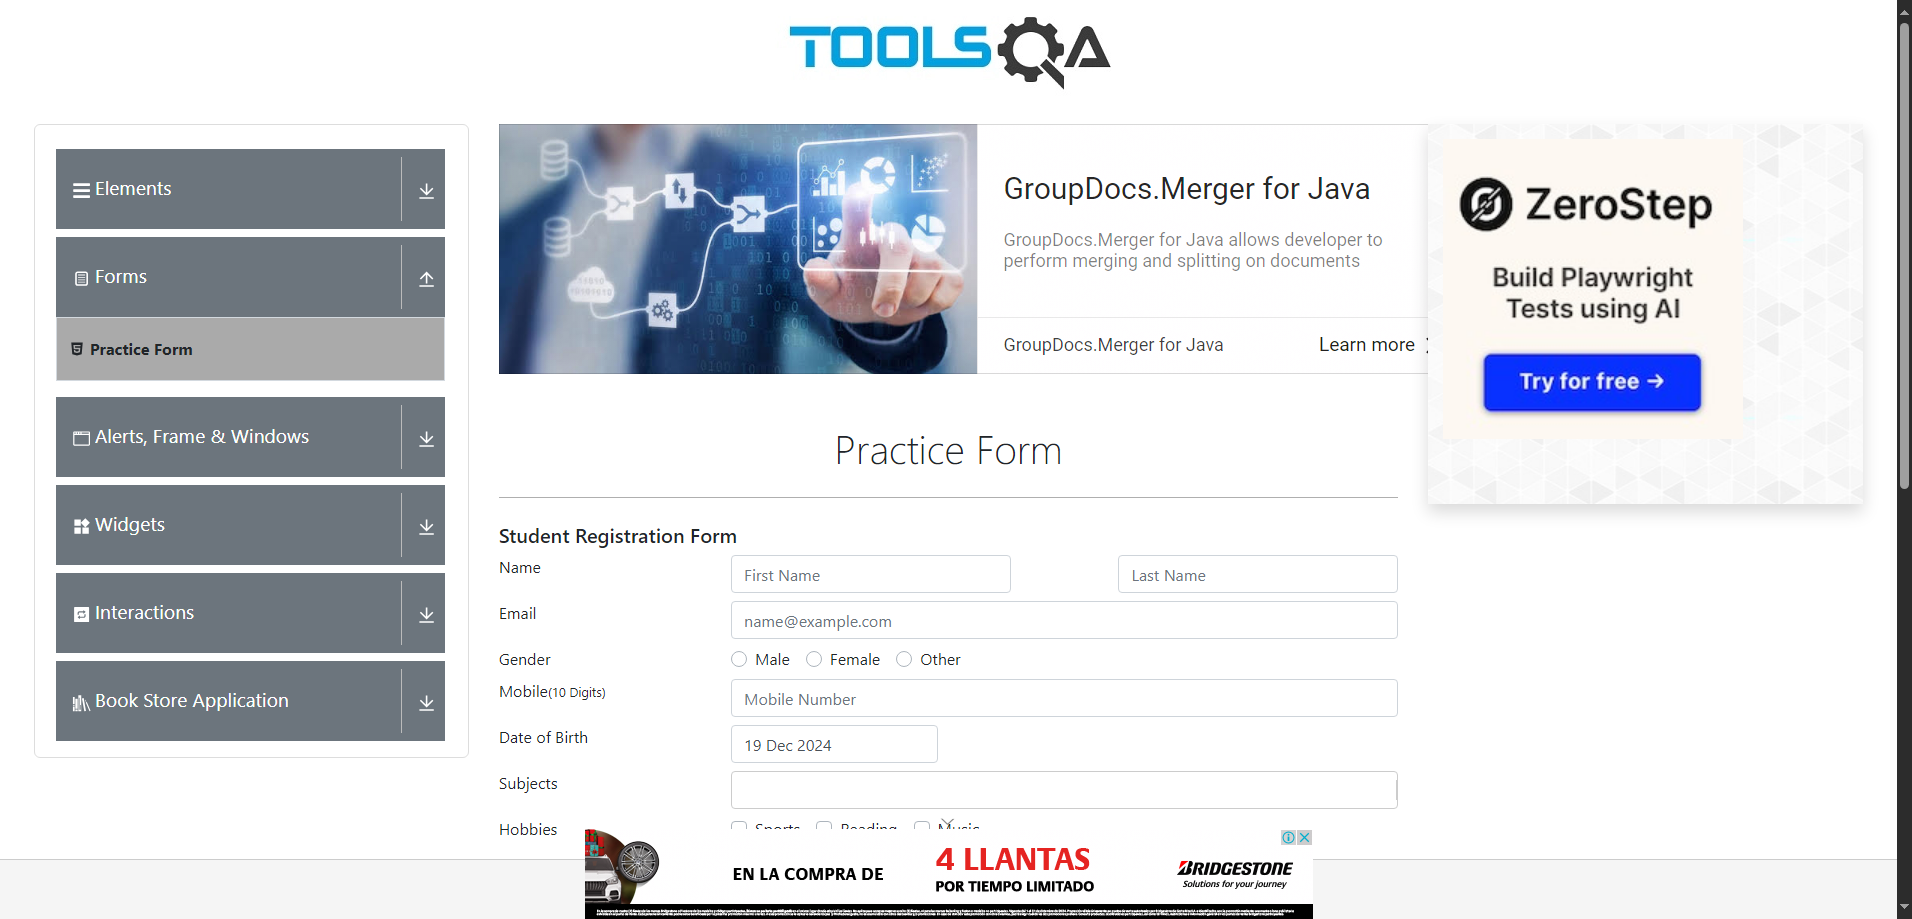 TOOLSQA
Elements
Forms
Practice Form
Alerts, Frame & Windows
Widgets
Interactions
Book Store Application
GroupDocs.Merger for Java
GroupDocs.Merger for Java allows developer to
perform merging and splitting on documents
GroupDocs.Merger for Java
Learn more
ZeroStep
Build Playwright
Tests using AI
Try for free →
Practice Form
Student Registration Form
Name
First Name
Last Name
Email
name@example.com
Gender
Male
Female
Other
Mobile(10 Digits)
Mobile Number
Date of Birth
19 Dec 2024
Subjects
Hobbies
Sports
Reading
Music
EN LA COMPRA DE
4 LLANTAS
POR TIEMPO LIMITADO
BRIDGESTONE
Solutions for your journey